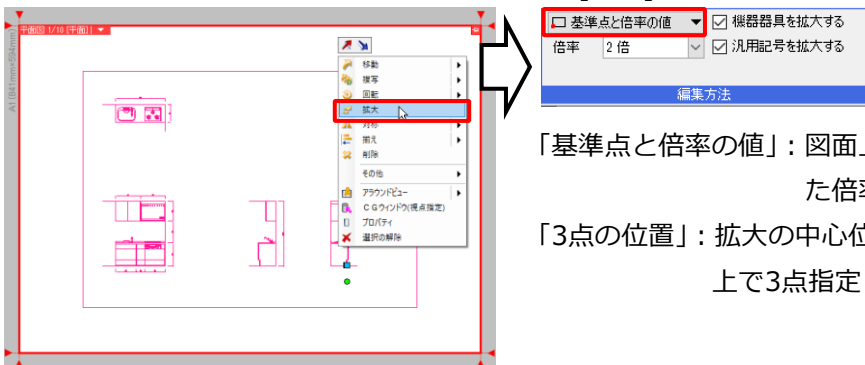 平面図 1/10 [平面]
A1 (841mm×594mm)
移動
複写
回転
拡大
対称
揃え
削除
その他
アラウンドビュー
CGウィンドウ(視点指定)
プロパティ
選択の解除
基準点と倍率の値
機器器具を拡大する
倍率
2倍
汎用記号を拡大する
編集方法
「基準点と倍率の値」：図面
た倍
「3点の位置」：拡大の中心
上で3点指定